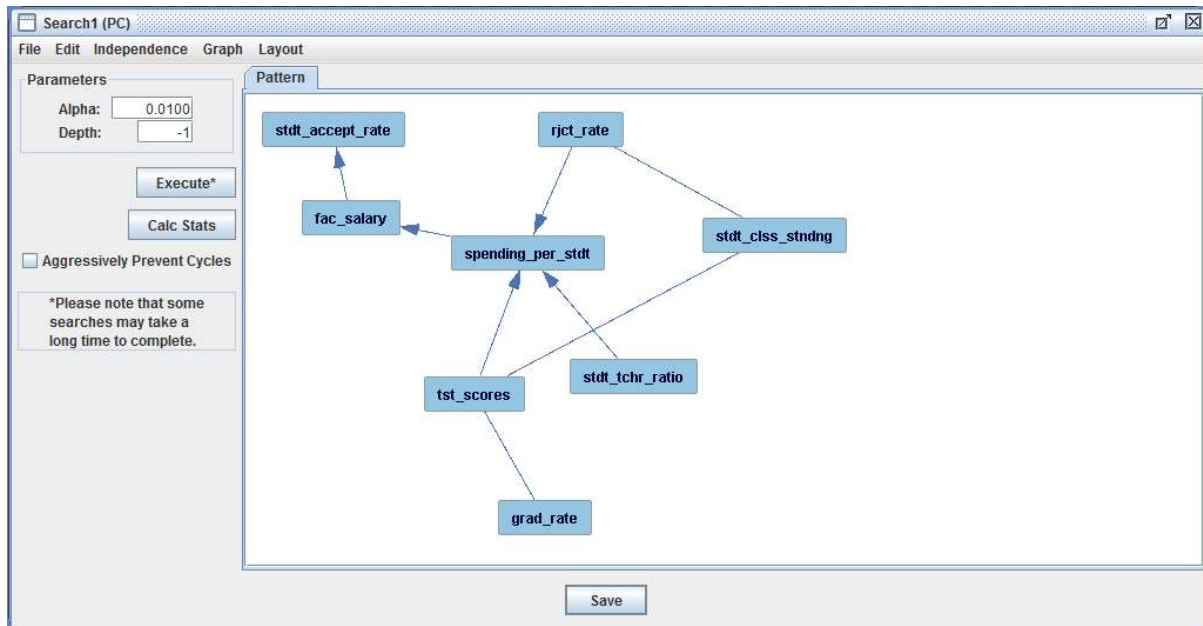 Search1 (PC)
File Edit Independence Graph Layout
Parameters
Alpha: 0.0100
Depth: -1
Execute*
Calc Stats
Aggressively Prevent Cycles
*Please note that some
searches may take a
long time to complete.
Pattern
stdt_accept_rate
rjct_rate
fac_salary
stdt_clss_stndng
spending_per_stdt
stdt_tchr_ratio
tst_scores
grad_rate
Save